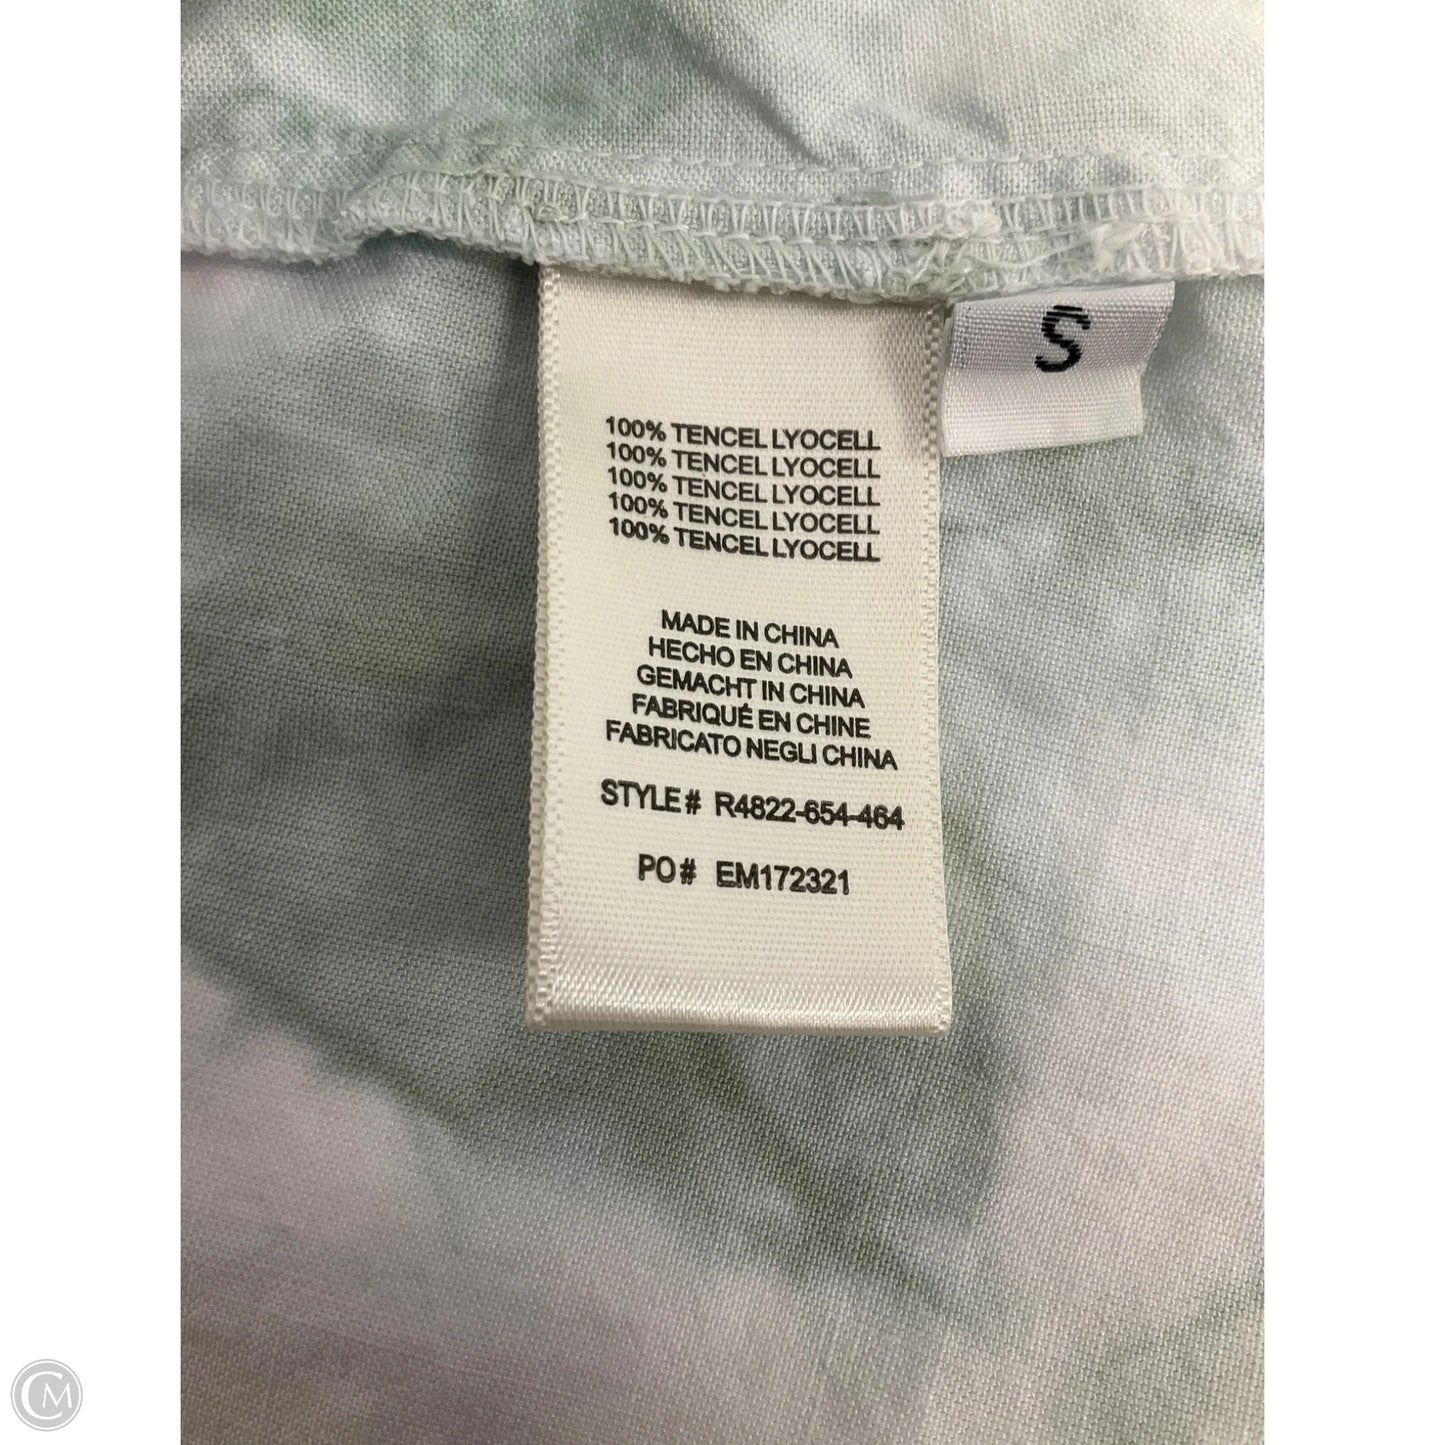 S
100% TENCEL LYOCELL
100% TENCEL LYOCELL
100% TENCEL LYOCELL
100% TENCEL LYOCELL
100% TENCEL LYOCELL
MADE IN CHINA
HECHO EN CHINA
GEMACHT IN CHINA
FABRIQUÉ EN CHINE
FABRICATO NEGLI CHINA
STYLE# R4822-654-464
PO# EM172321
CM